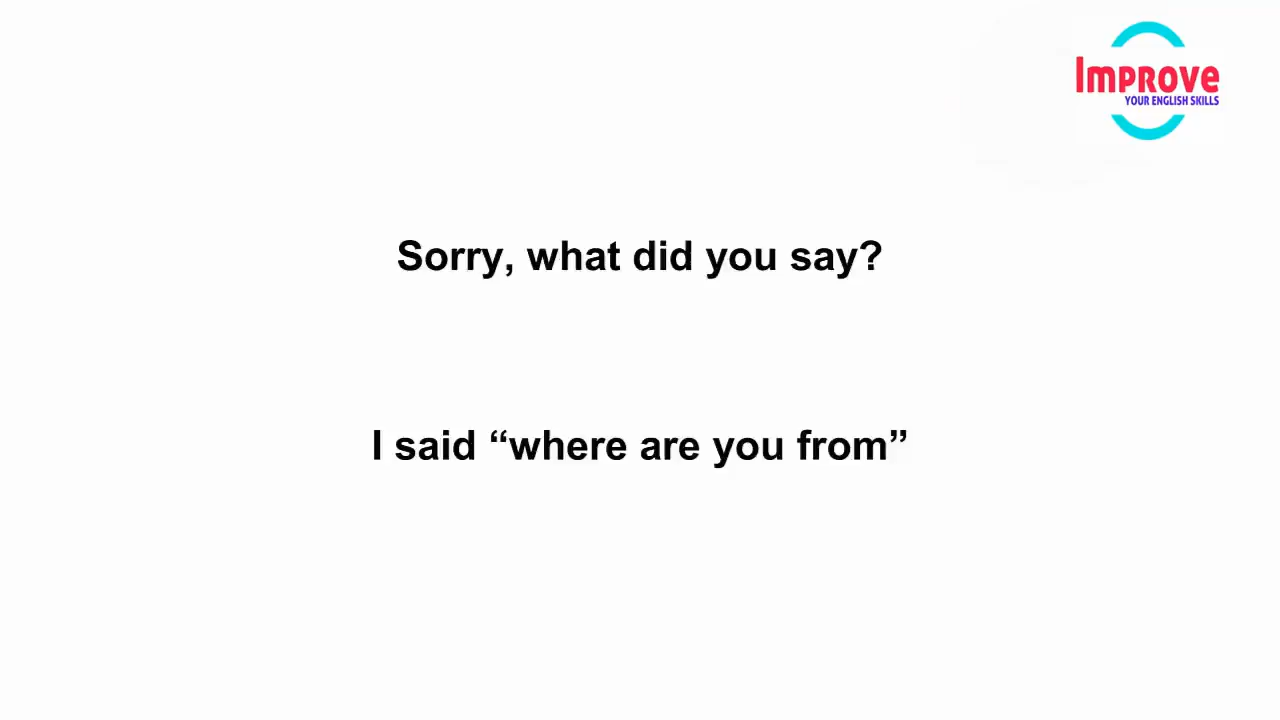 Improve
YOUR ENGLISH SKILLS
Sorry, what did you say?
I said “where are you from”